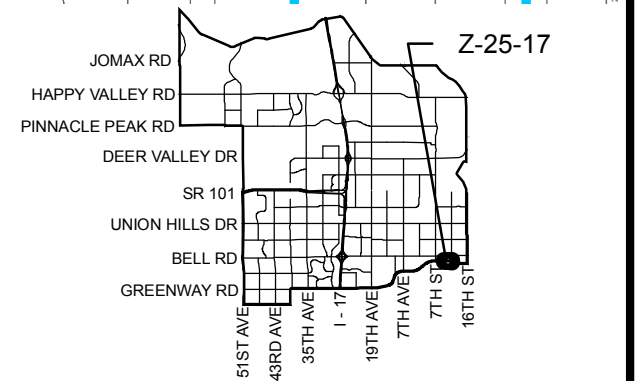 Z-25-17
JOMAX RD
HAPPY VALLEY RD
PINNACLE PEAK RD
DEER VALLEY DR
SR 101
UNION HILLS DR
BELL RD
GREENWAY RD
51ST AVE
43RD AVE
35TH AVE
I - 17
19TH AVE
7TH AVE
7TH ST
16TH ST